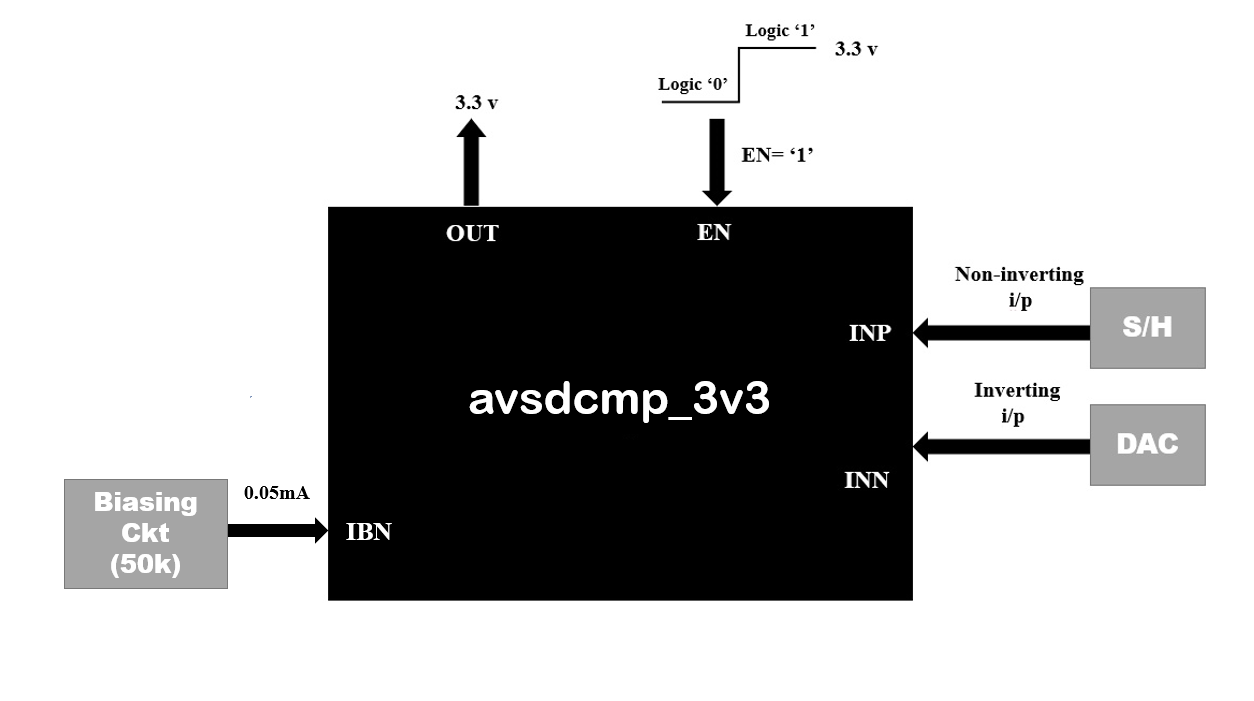 Logic ‘1’
3.3 v
Logic ‘0’
3.3 v
EN= ‘1’
OUT
EN
Non-inverting
i/p
S/H
INP
avsdcmp_3v3
Inverting
i/p
DAC
INN
0.05mA
Biasing
Ckt
(50k)
IBN